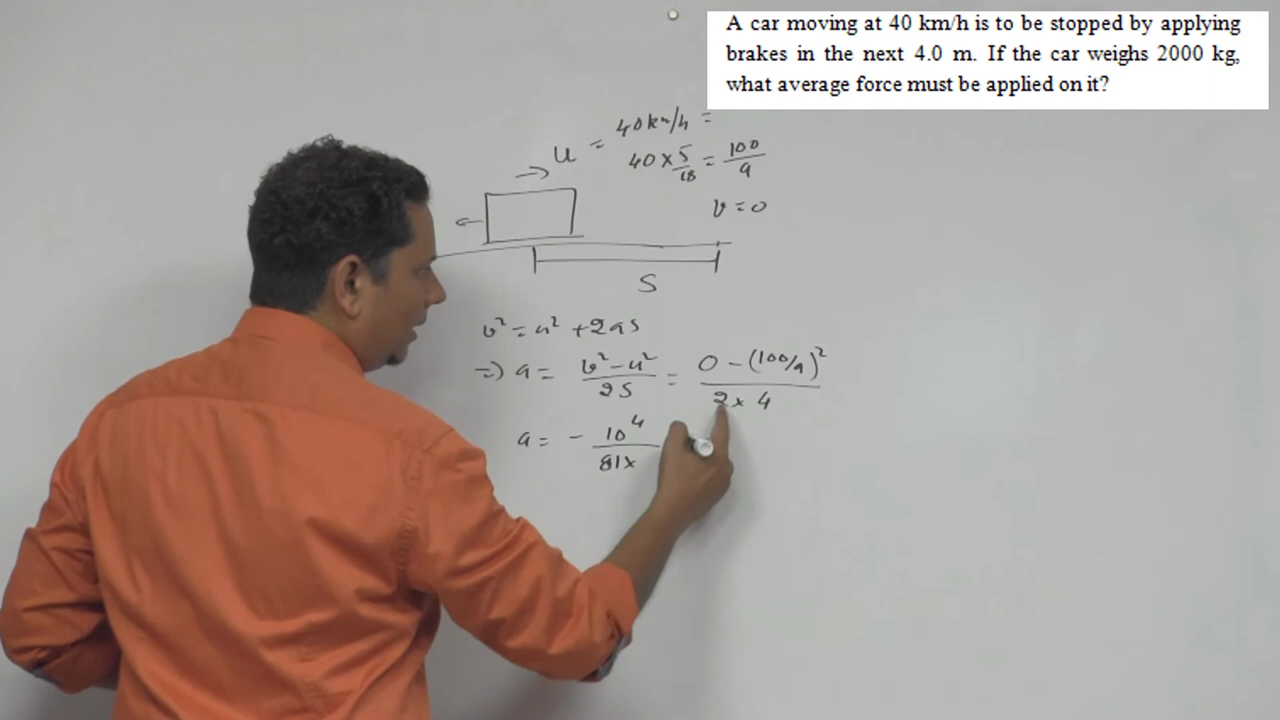 A car moving at 40 km/h is to be stopped by applying
brakes in the next 4.0 m. If the car weighs 2000 kg,
what average force must be applied on it?
u = 40km/h =
40 × 5/18 = 100/9
v = 0
S
v² = u² + 2as
=) a = (v² - u²)/2S = (0 - (100/9)²)/(2 × 4)
a = - 10⁴/81×